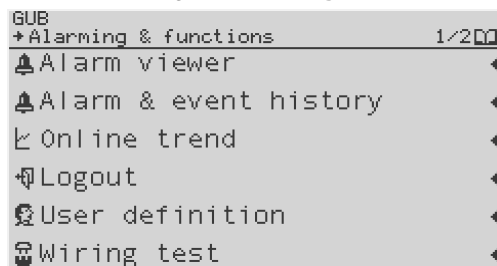 GUB
→Alarming & functions 1/2
Alarm viewer
Alarm & event history
Online trend
Logout
User definition
Wiring test